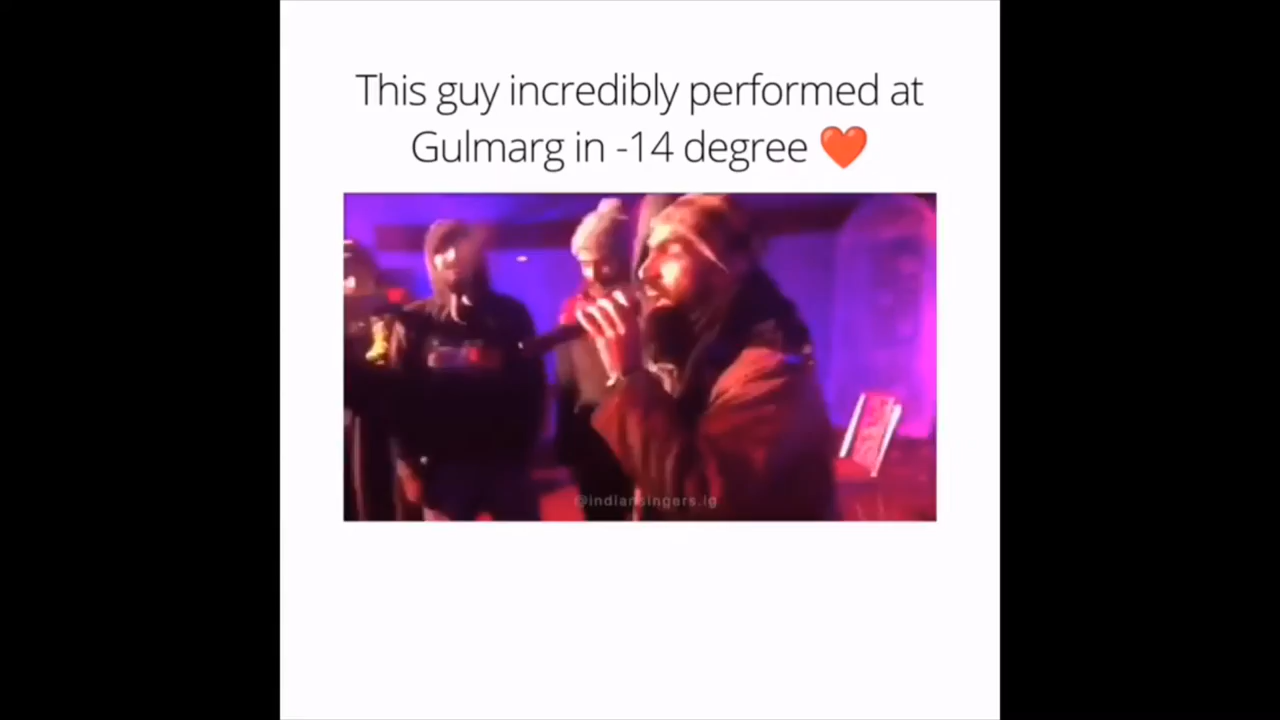 This guy incredibly performed at
Gulmarg in -14 degree ❤️
@indiansingers.ig